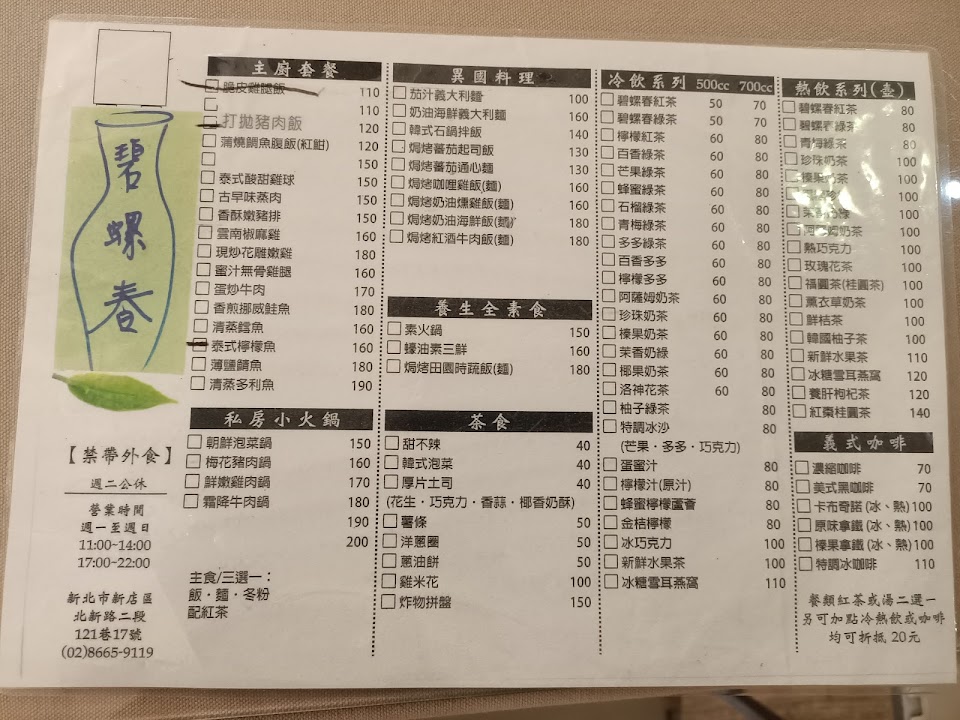 碧
螺
春
【禁帶外食】
週二公休
營業時間
週一至週日
11:00~14:00
17:00~22:00
新北市新店區
北新路二段
121巷17號
(02)8665-9119
主廚套餐
脆皮雞腿飯 110
110
打拋豬肉飯 120
蒲燒鯛魚腹飯(紅鮒) 120
150
泰式酸甜雞球 150
古早味蒸肉 150
香酥嫩豬排 150
雲南椒麻雞 160
現炒花雕嫩雞 180
蜜汁無骨雞腿 160
蛋炒牛肉 170
香煎挪威鮭魚 180
清蒸鱈魚 160
泰式檸檬魚 160
薄鹽鯖魚 180
清蒸多利魚 190
私房小火鍋
朝鮮泡菜鍋 150
梅花豬肉鍋 160
鮮嫩雞肉鍋 170
霜降牛肉鍋 180
190
200
主食/三選一：
飯·麵·冬粉
配紅茶
異國料理
茄汁義大利麵 100
奶油海鮮義大利麵 160
韓式石鍋拌飯 140
焗烤蕃茄起司飯 130
焗烤蕃茄通心麵 130
焗烤咖哩雞飯(麵) 160
焗烤奶油燻雞飯(麵) 160
焗烤奶油海鮮飯(麵) 180
焗烤紅酒牛肉飯(麵) 180
養生全素食
素火鍋 150
蠔油素三鮮 160
焗烤田園時蔬飯(麵) 180
茶食
甜不辣 40
韓式泡菜 40
厚片土司 40
(花生·巧克力·香蒜·椰香奶酥)
薯條 50
洋蔥圈 50
蔥油餅 50
雞米花 100
炸物拼盤 150
冷飲系列 500cc 700cc
碧螺春紅茶 50 70
碧螺春綠茶 50 70
檸檬紅茶 60 80
百香綠茶 60 80
芒果綠茶 60 80
蜂蜜綠茶 60 80
石榴綠茶 60 80
青梅綠茶 60 80
多多綠茶 60 80
百香多多 60 80
檸檬多多 60 80
阿薩姆奶茶 60 80
珍珠奶茶 60 80
榛果奶茶 60 80
茉香奶綠 60 80
椰果奶茶 60 80
洛神花茶 60 80
柚子綠茶 80
特調冰沙 80
(芒果·多多·巧克力)
蛋蜜汁 80
檸檬汁(原汁) 80
蜂蜜檸檬蘆薈 80
金桔檸檬 80
冰巧克力 100
新鮮水果茶 100
冰糖雪耳燕窩 110
熱飲系列(壺)
碧螺春紅茶 80
碧螺春綠茶 80
青梅綠茶 80
珍珠奶茶 100
榛果奶茶 100
100
100
阿薩姆奶茶 100
熱巧克力 100
玫瑰花茶 100
福圓茶(桂圓茶) 100
薰衣草奶茶 100
鮮桔茶 100
韓國柚子茶 100
新鮮水果茶 110
冰糖雪耳燕窩 120
養肝枸杞茶 120
紅棗桂圓茶 140
義式咖啡
濃縮咖啡 70
美式黑咖啡 70
卡布奇諾 (冰、熱) 100
原味拿鐵 (冰、熱) 100
榛果拿鐵 (冰、熱) 100
特調冰咖啡 110
餐類紅茶或湯二選一
另可加點冷熱飲或咖啡
均可折抵 20元